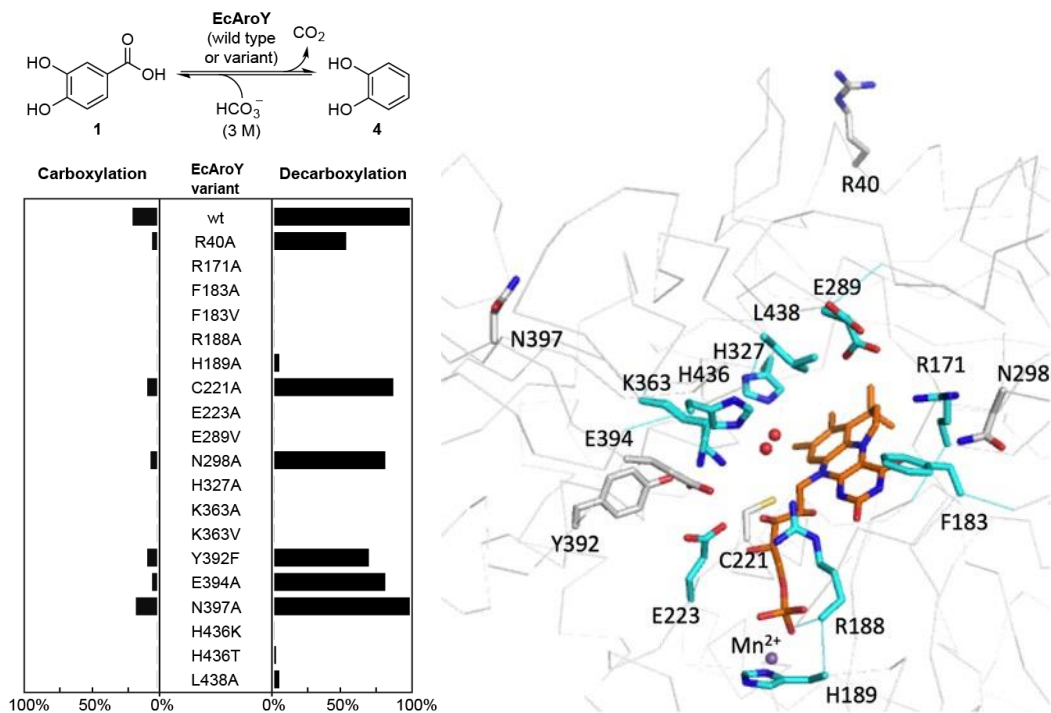 EcAroY
(wild type
or variant)
CO2
O
HO
OH
HO
HCO3−
(3 M)
1
HO
HO
4
Carboxylation
EcAroY
variant
Decarboxylation
wt
R40A
R171A
F183A
F183V
R188A
H189A
C221A
E223A
E289V
N298A
H327A
K363A
K363V
Y392F
E394A
N397A
H436K
H436T
L438A
100%
50%
0%
0%
50%
100%
R40
E289
L438
N397
H327
R171
N298
K363
H436
E394
F183
Y392
C221
E223
R188
Mn2+
H189